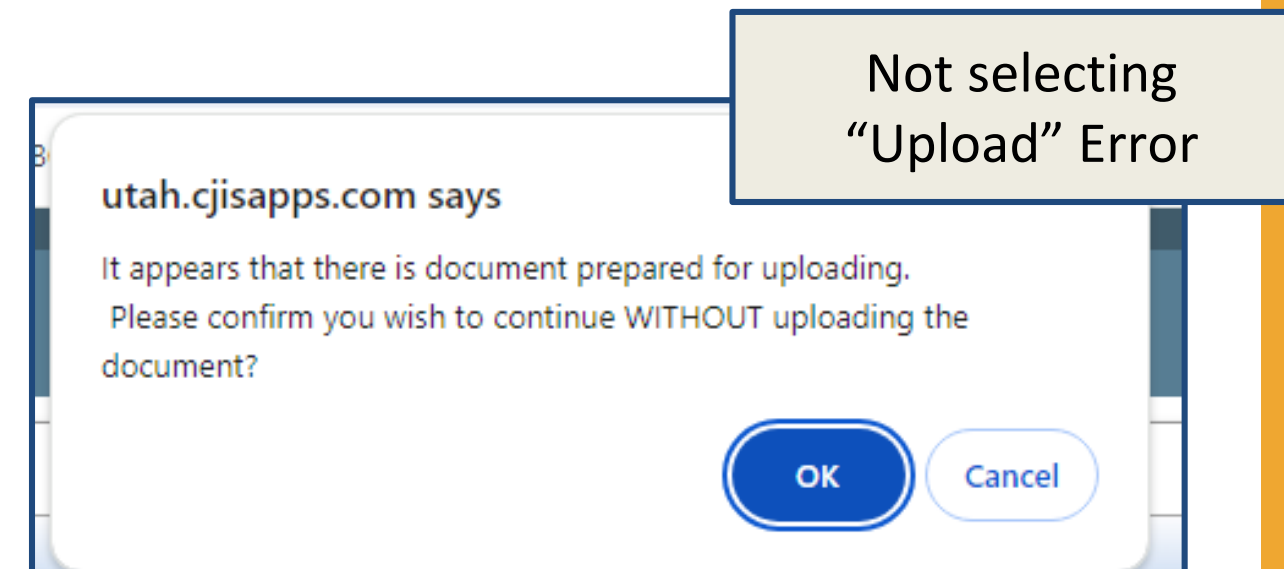 Not selecting
“Upload” Error
utah.cjisapps.com says
It appears that there is document prepared for uploading.
Please confirm you wish to continue WITHOUT uploading the
document?
OK
Cancel